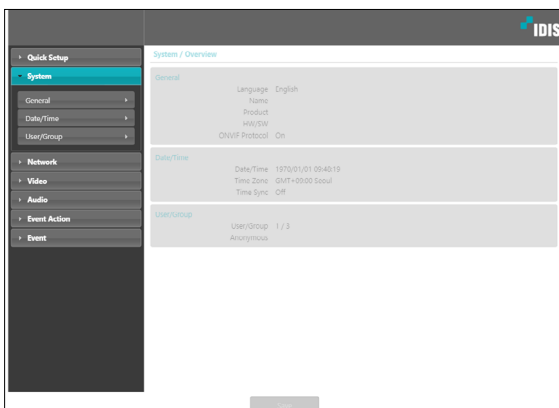 IDIS
Quick Setup
System
General
Date/Time
User/Group
Network
Video
Audio
Event Action
Event
System / Overview
General
Language English
Name
Product
HW/SW
ONVIF Protocol On
Date/Time
Date/Time 1970/01/01 09:40:19
Time Zone GMT+09:00 Seoul
Time Sync Off
User/Group
User/Group 1 / 3
Anonymous
Save